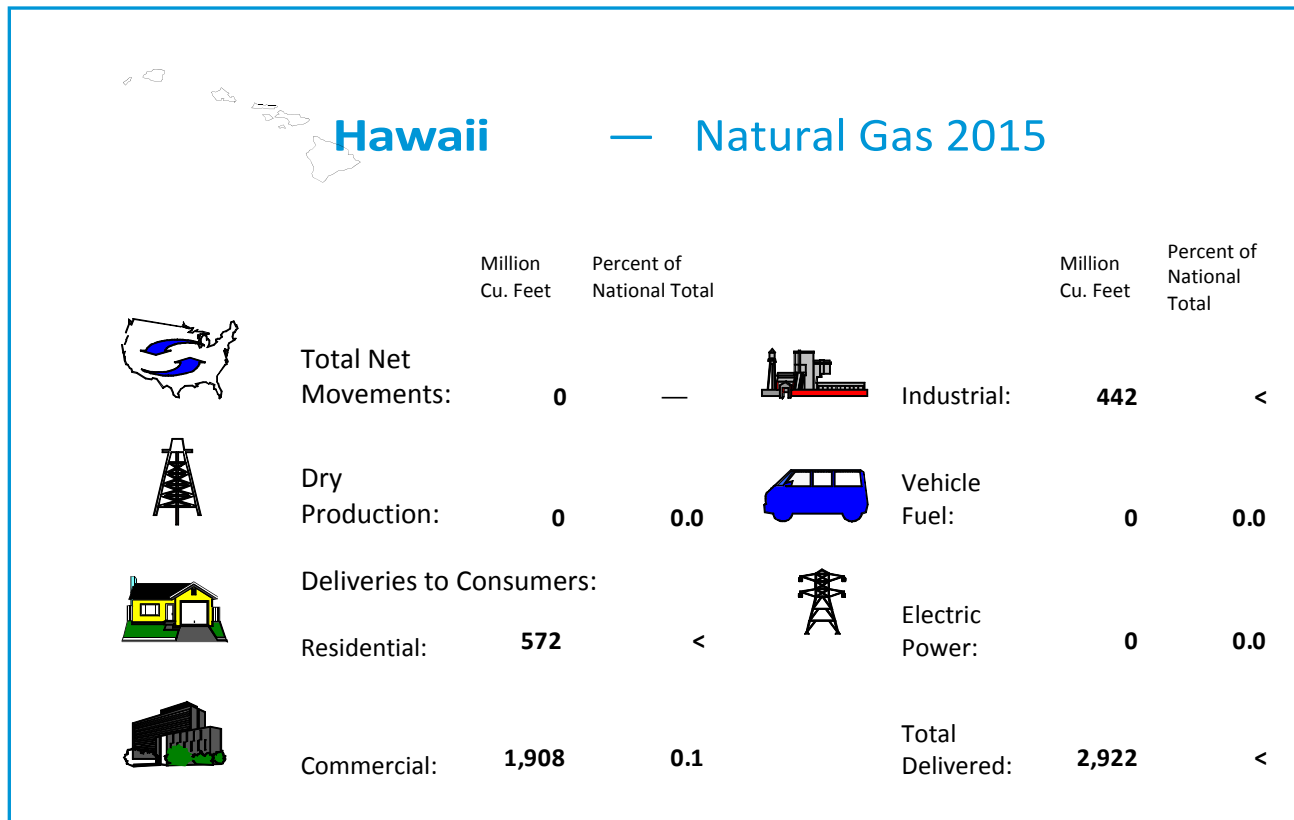 Hawaii — Natural Gas 2015
Million Percent of
Cu. Feet National Total
Million Percent of
Cu. Feet National
Total
Total Net
Movements: 0 —
Industrial: 442 <
Dry
Production: 0 0.0
Vehicle
Fuel: 0 0.0
Deliveries to Consumers:
Residential: 572 <
Electric
Power: 0 0.0
Commercial: 1,908 0.1
Total
Delivered: 2,922 <